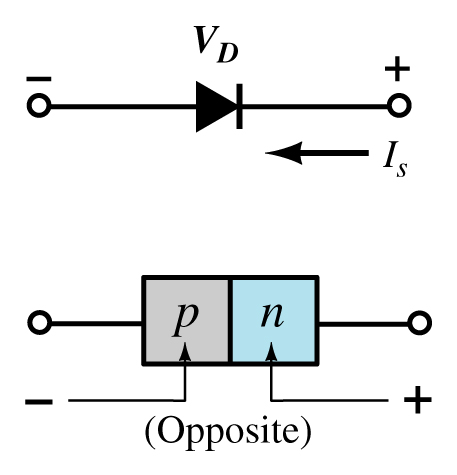 V_D
− +
I_s
p n
− +
(Opposite)